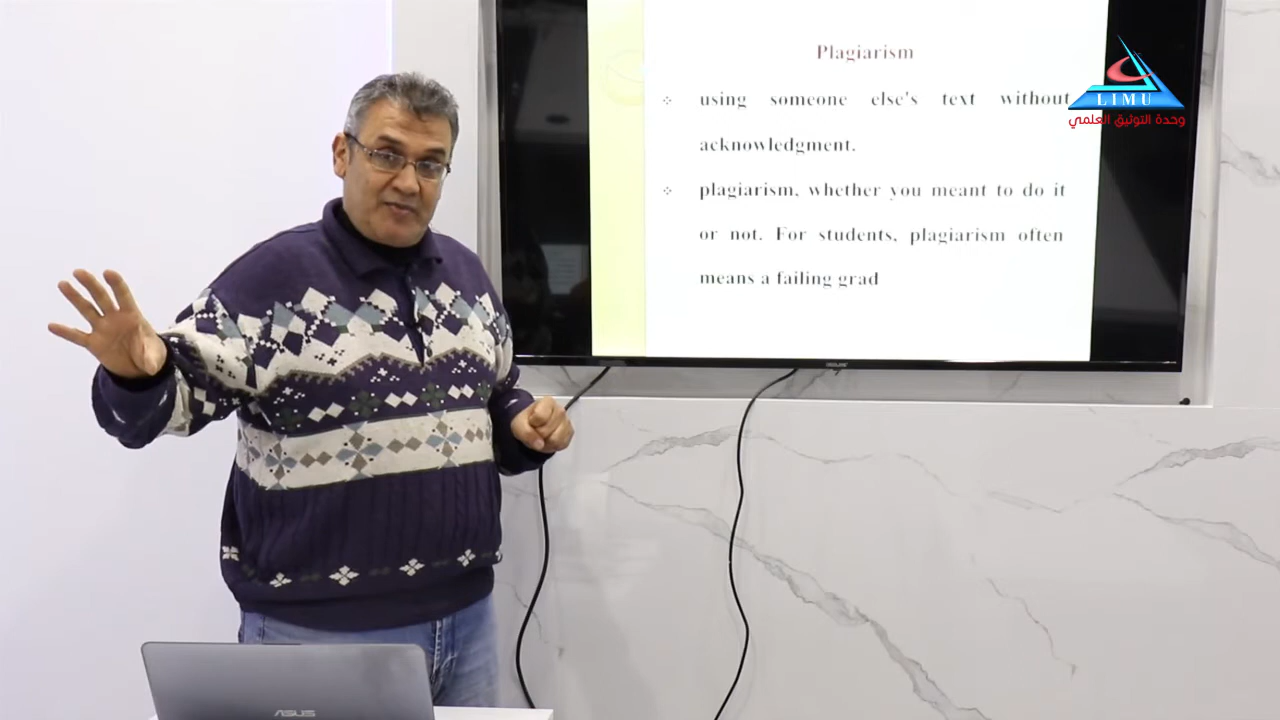 Plagiarism
using someone else's text without
acknowledgment.
plagiarism, whether you meant to do it
or not. For students, plagiarism often
means a failing grad
LIMU
وحدة التوثيق العلمي
ASUS